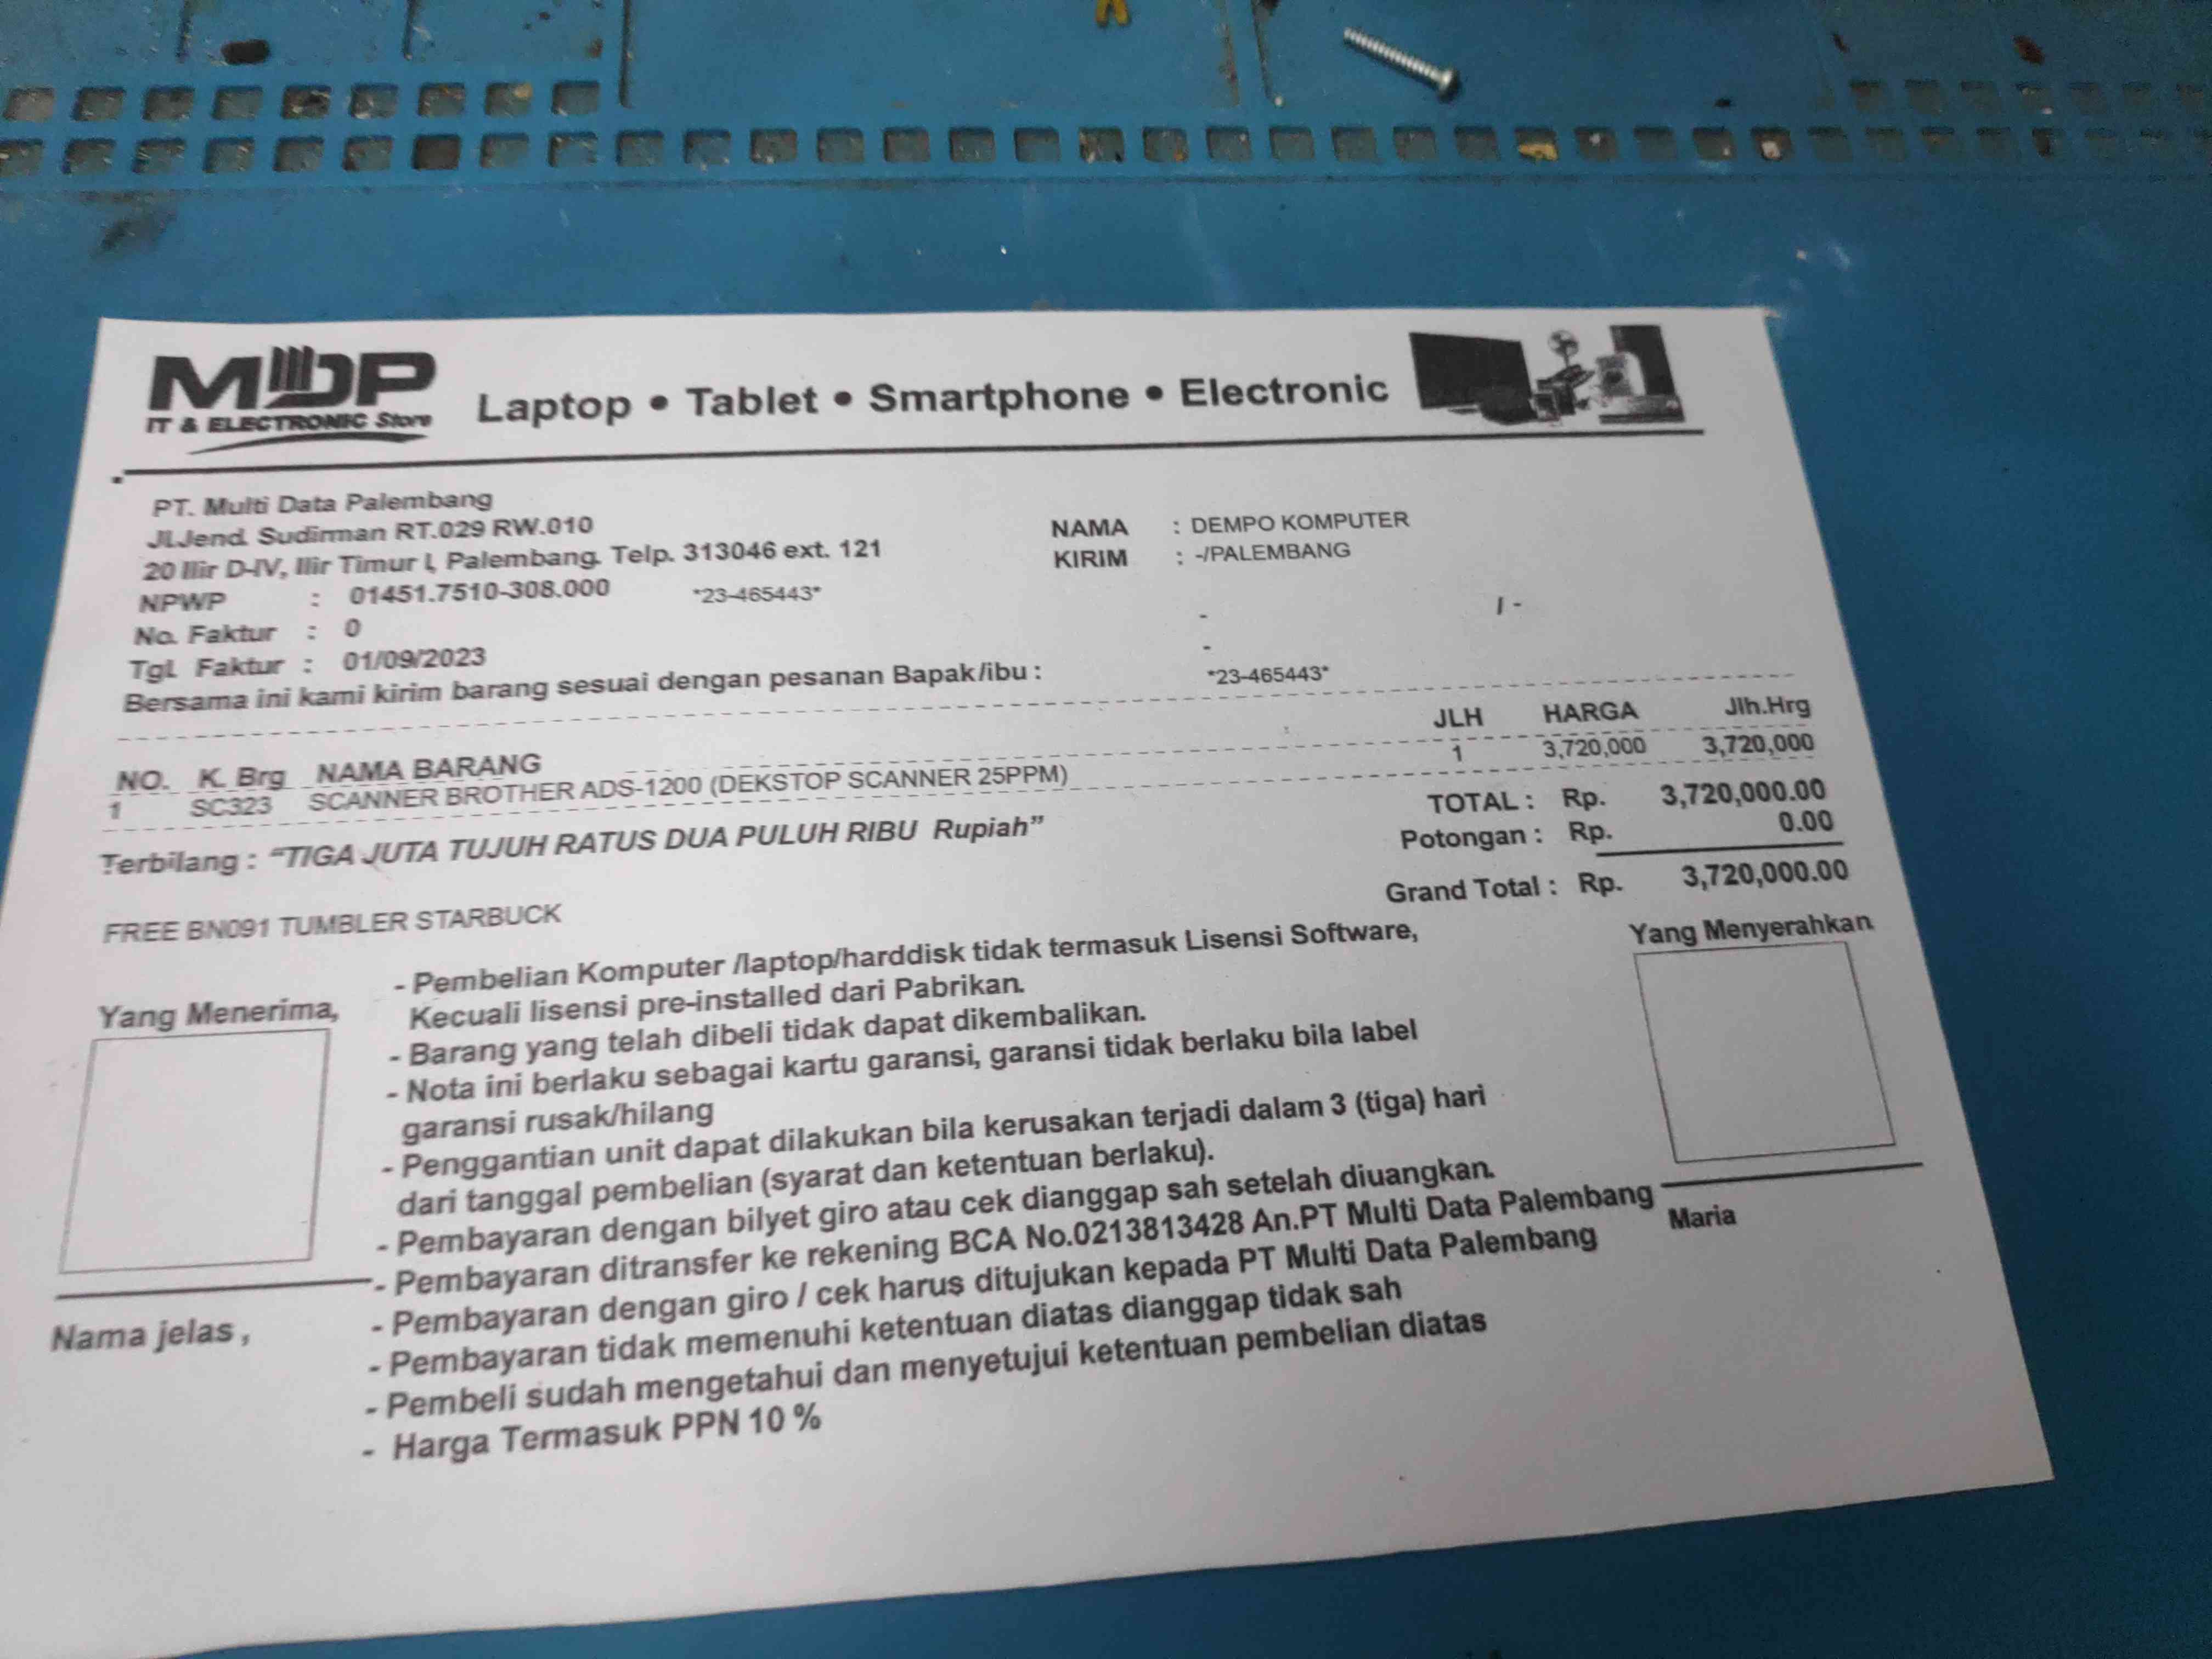 MDP
IT & ELECTRONIC Store
Laptop • Tablet • Smartphone • Electronic
PT. Multi Data Palembang
Jl.Jend. Sudirman RT.029 RW.010
20 Ilir D-IV, Ilir Timur I, Palembang. Telp. 313046 ext. 121
NPWP : 01451.7510-308.000 *23-465443*
No. Faktur : 0
Tgl. Faktur : 01/09/2023
NAMA : DEMPO KOMPUTER
KIRIM : -/PALEMBANG
- / -
-
Bersama ini kami kirim barang sesuai dengan pesanan Bapak/ibu : *23-465443*
NO. K. Brg NAMA BARANG JLH HARGA Jlh.Hrg
1 SC323 SCANNER BROTHER ADS-1200 (DEKSTOP SCANNER 25PPM) 1 3,720,000 3,720,000
Terbilang : “TIGA JUTA TUJUH RATUS DUA PULUH RIBU Rupiah”
TOTAL : Rp. 3,720,000.00
Potongan : Rp. 0.00
Grand Total : Rp. 3,720,000.00
FREE BN091 TUMBLER STARBUCK
Yang Menerima,
Nama jelas ,
- Pembelian Komputer /laptop/harddisk tidak termasuk Lisensi Software,
Kecuali lisensi pre-installed dari Pabrikan.
- Barang yang telah dibeli tidak dapat dikembalikan.
- Nota ini berlaku sebagai kartu garansi, garansi tidak berlaku bila label
garansi rusak/hilang
- Penggantian unit dapat dilakukan bila kerusakan terjadi dalam 3 (tiga) hari
dari tanggal pembelian (syarat dan ketentuan berlaku).
- Pembayaran dengan bilyet giro atau cek dianggap sah setelah diuangkan.
- Pembayaran ditransfer ke rekening BCA No.0213813428 An.PT Multi Data Palembang
- Pembayaran dengan giro / cek harus ditujukan kepada PT Multi Data Palembang
- Pembayaran tidak memenuhi ketentuan diatas dianggap tidak sah
- Pembeli sudah mengetahui dan menyetujui ketentuan pembelian diatas
- Harga Termasuk PPN 10 %
Yang Menyerahkan
Maria